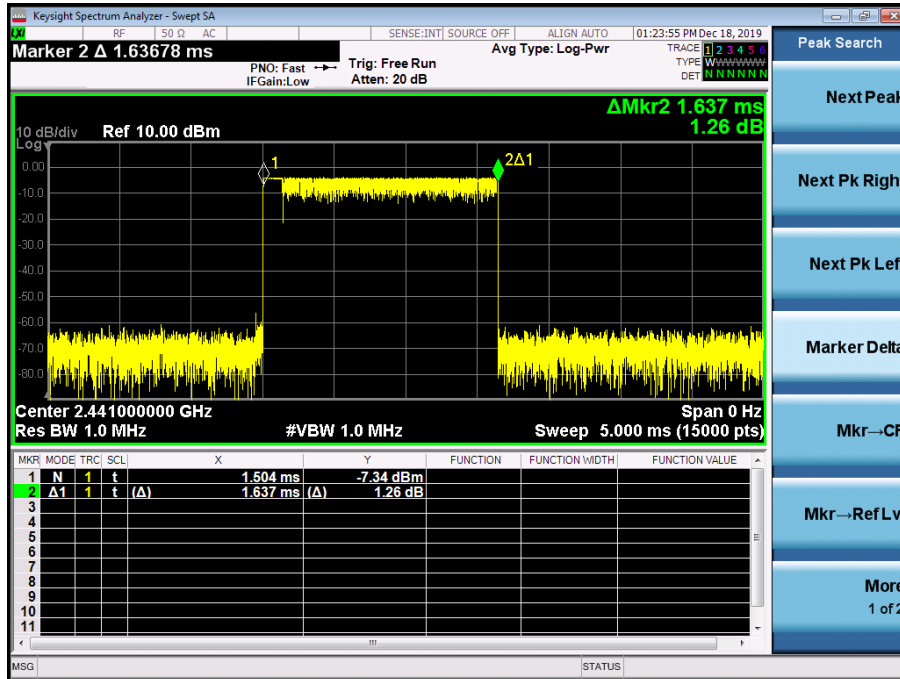 Keysight Spectrum Analyzer - Swept SA
LXI RF 50 Ω AC SENSE:INT SOURCE OFF ALIGN AUTO 01:23:55 PM Dec 18, 2019
Marker 2 Δ 1.63678 ms
PNO: Fast
IFGain:Low
Trig: Free Run
Atten: 20 dB
Avg Type: Log-Pwr
TRACE 1 2 3 4 5 6
TYPE WWWWWW
DET N N N N N N
Peak Search
ΔMkr2 1.637 ms
1.26 dB
10 dB/div Ref 10.00 dBm
Log
1
2Δ1
0.00
-10.0
-20.0
-30.0
-40.0
-50.0
-60.0
-70.0
-80.0
Center 2.441000000 GHz Span 0 Hz
Res BW 1.0 MHz #VBW 1.0 MHz Sweep 5.000 ms (15000 pts)
MKR MODE TRC SCL X Y FUNCTION FUNCTION WIDTH FUNCTION VALUE
1 N 1 t 1.504 ms -7.34 dBm
2 Δ1 1 t (Δ) 1.637 ms (Δ) 1.26 dB
3
4
5
6
7
8
9
10
11
MSG STATUS
Next Peak
Next Pk Righ
Next Pk Lef
Marker Delta
Mkr→CF
Mkr→Ref Lv
More
1 of 2